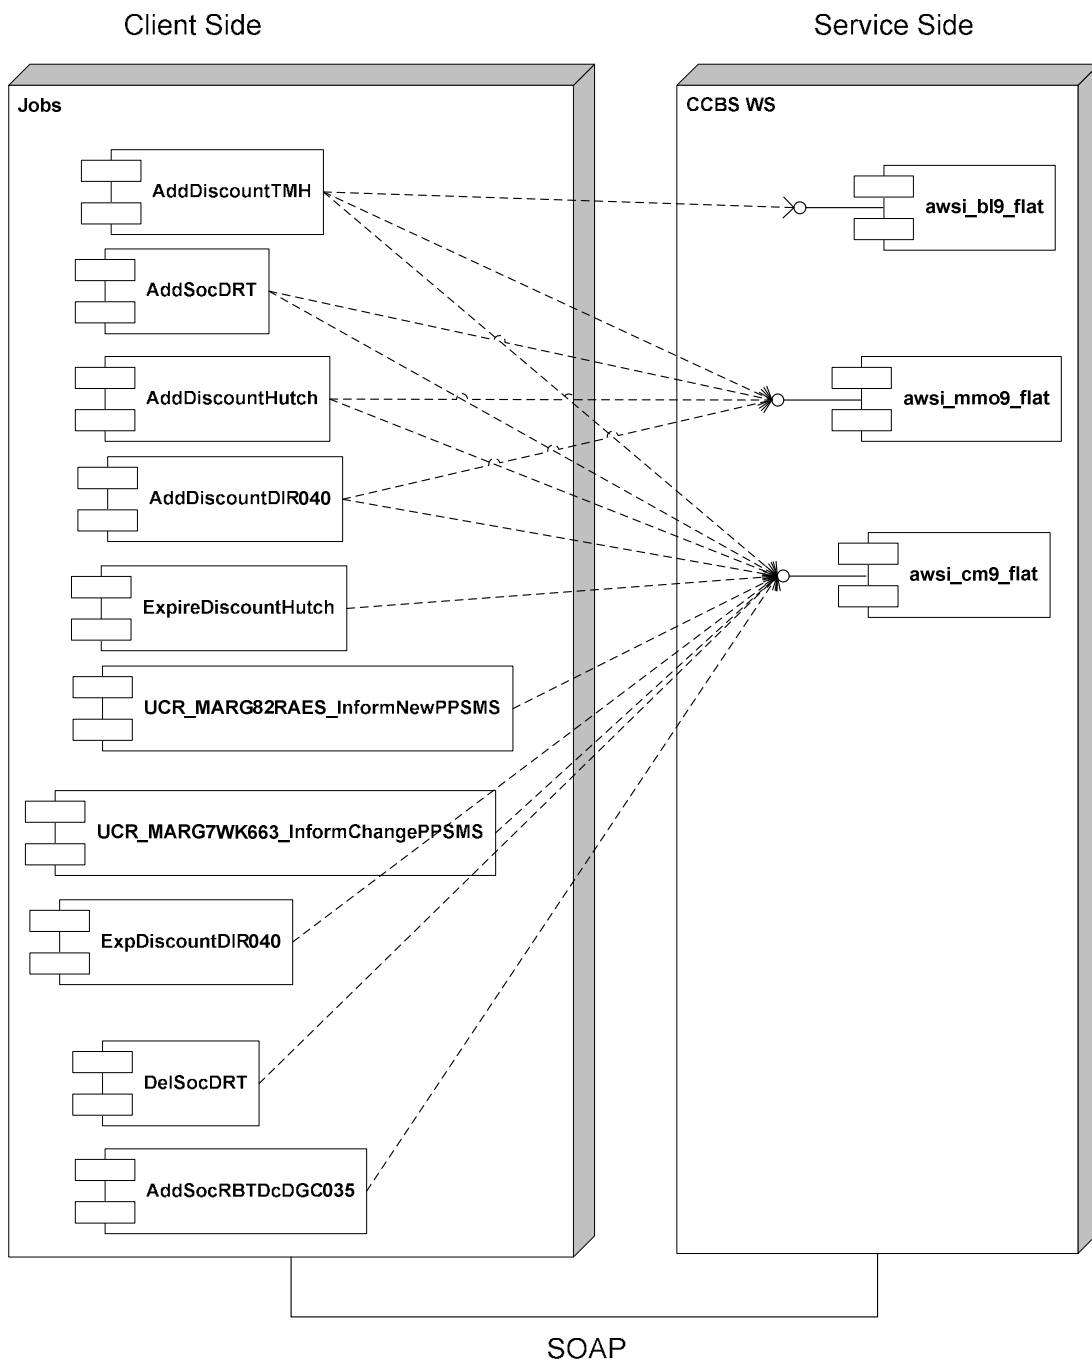 Client Side
Service Side
Jobs
CCBS WS
AddDiscountTMH
awsi_bl9_flat
AddSocDRT
AddDiscountHutch
awsi_mmo9_flat
AddDiscountDIR040
awsi_cm9_flat
ExpireDiscountHutch
UCR_MARG82RAES_InformNewPPSMS
UCR_MARG7WK663_InformChangePPSMS
ExpDiscountDIR040
DelSocDRT
AddSocRBTDcDGC035
SOAP